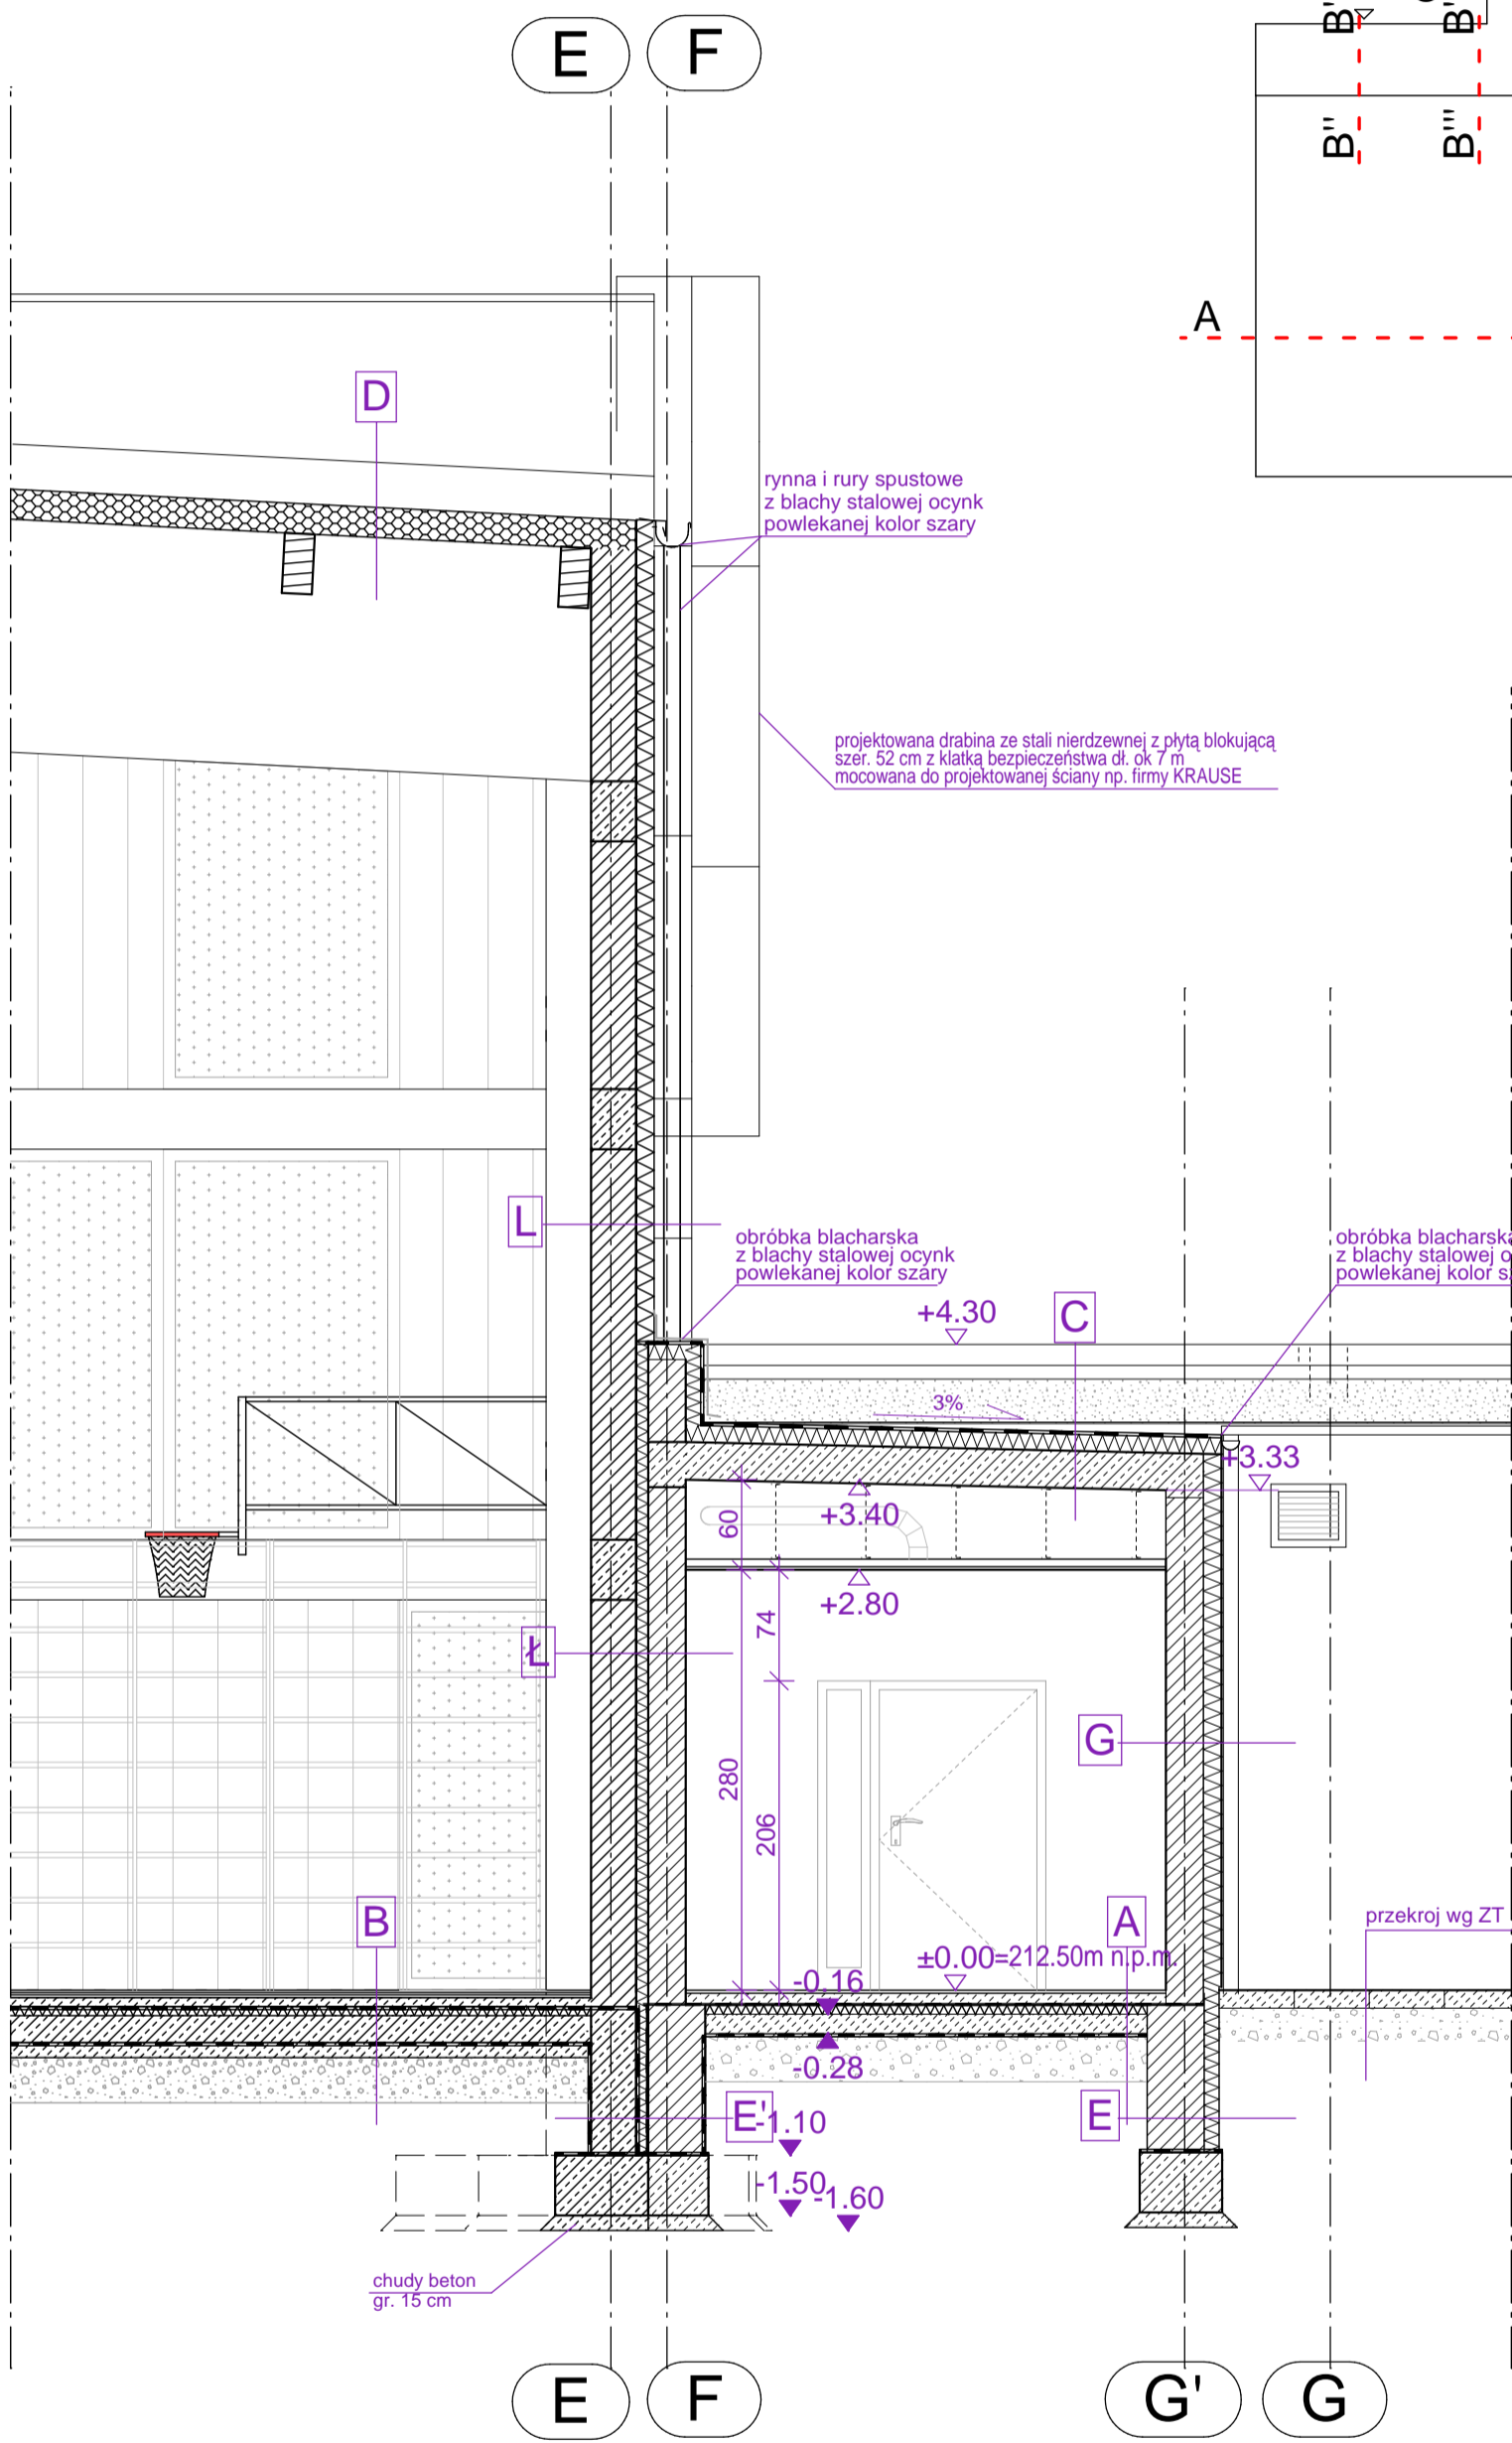 E
F
B'
B'
B"
B'''
A
D
rynna i rury spustowe
z blachy stalowej ocynk
powlekanej kolor szary
projektowana drabina ze stali nierdzewnej z płytą blokującą
szer. 52 cm z klatką bezpieczeństwa dł. ok 7 m
mocowana do projektowanej ściany np. firmy KRAUSE
L
obróbka blacharska
z blachy stalowej ocynk
powlekanej kolor szary
obróbka blacharska
z blachy stalowej
powlekanej kolor
+4.30
C
3%
+3.33
60
+3.40
+2.80
74
Ł
G
280
206
B
A
przekroj wg ZT
±0.00=212.50m n.p.m.
-0.16
-0.28
E'
-1.10
E
-1.50
-1.60
chudy beton
gr. 15 cm
E
F
G'
G